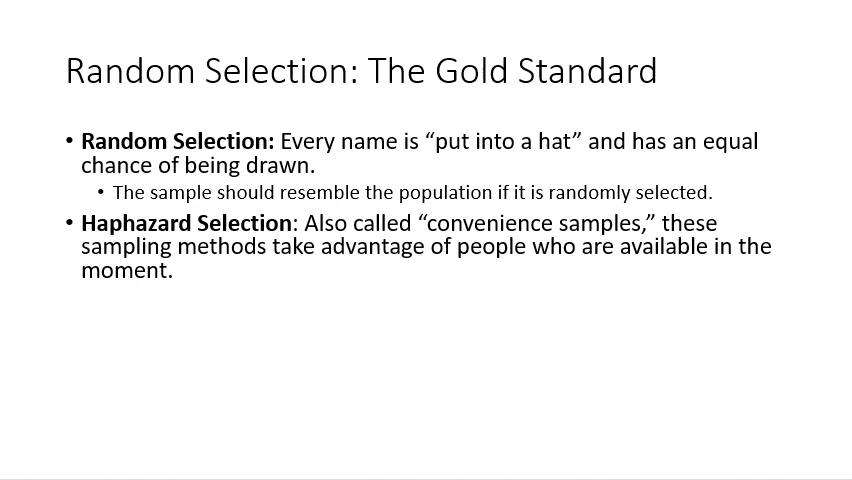 Random Selection: The Gold Standard
• Random Selection: Every name is “put into a hat” and has an equal
chance of being drawn.
• The sample should resemble the population if it is randomly selected.
• Haphazard Selection: Also called “convenience samples,” these
sampling methods take advantage of people who are available in the
moment.